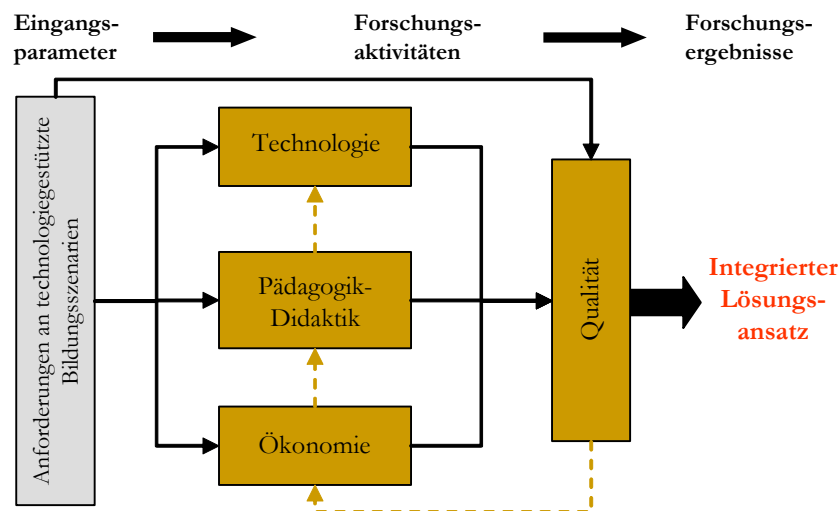 Eingangs-
parameter
Forschungs-
aktivitäten
Forschungs-
ergebnisse
Anforderungen an technologiegestützte
Bildungsszenarien
Technologie
Pädagogik-
Didaktik
Ökonomie
Qualität
Integrierter
Lösungs-
ansatz